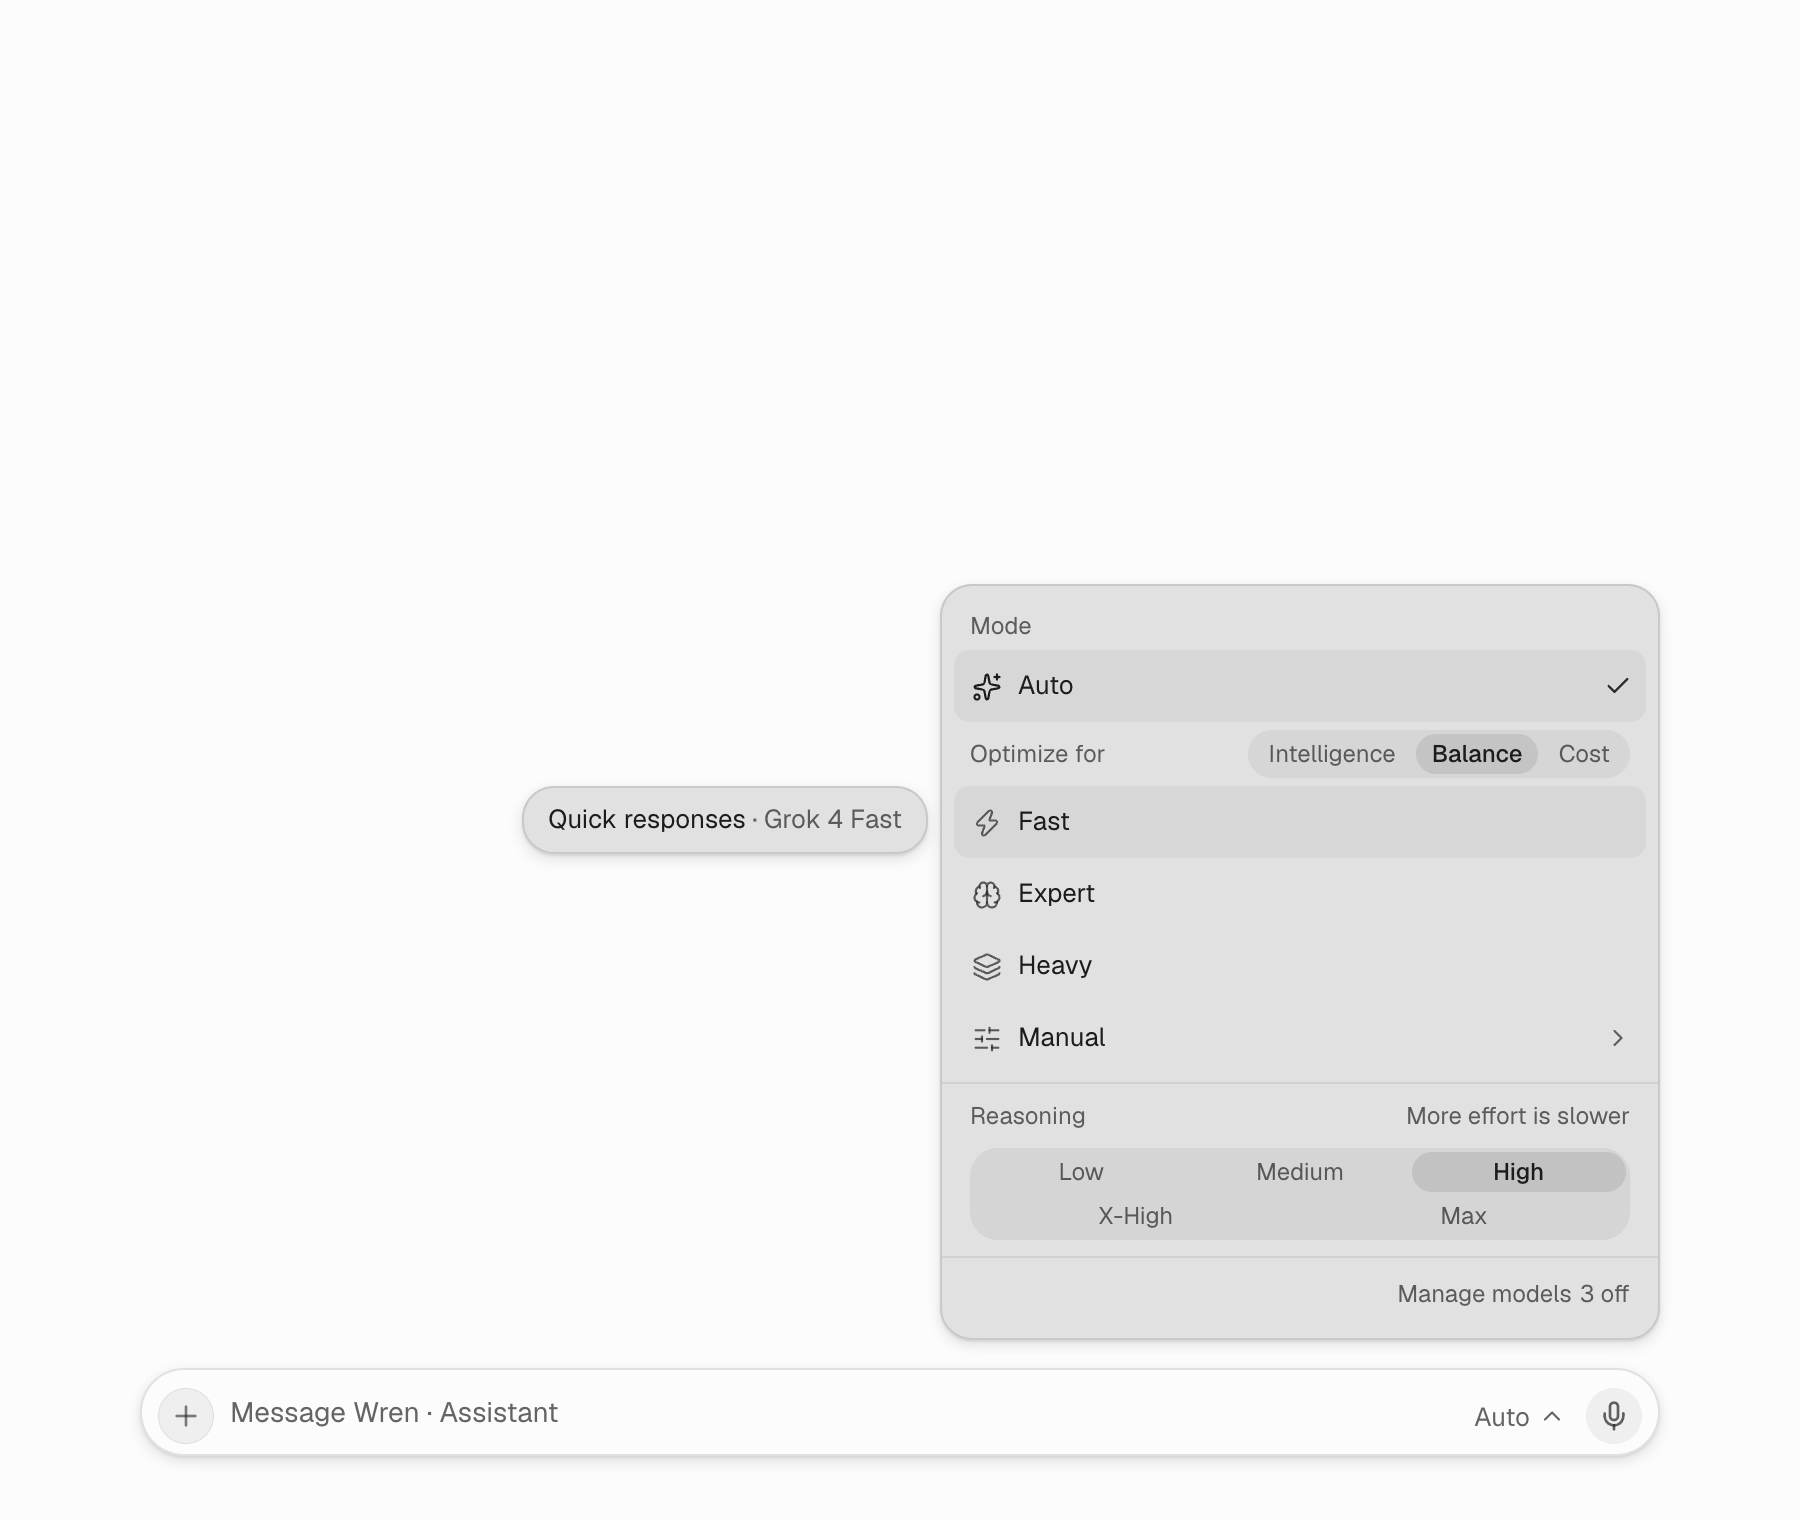 Mode
Auto
Optimize for Intelligence Balance Cost
Quick responses · Grok 4 Fast
Fast
Expert
Heavy
Manual
Reasoning More effort is slower
Low Medium High
X-High Max
Manage models 3 off
Message Wren · Assistant Auto